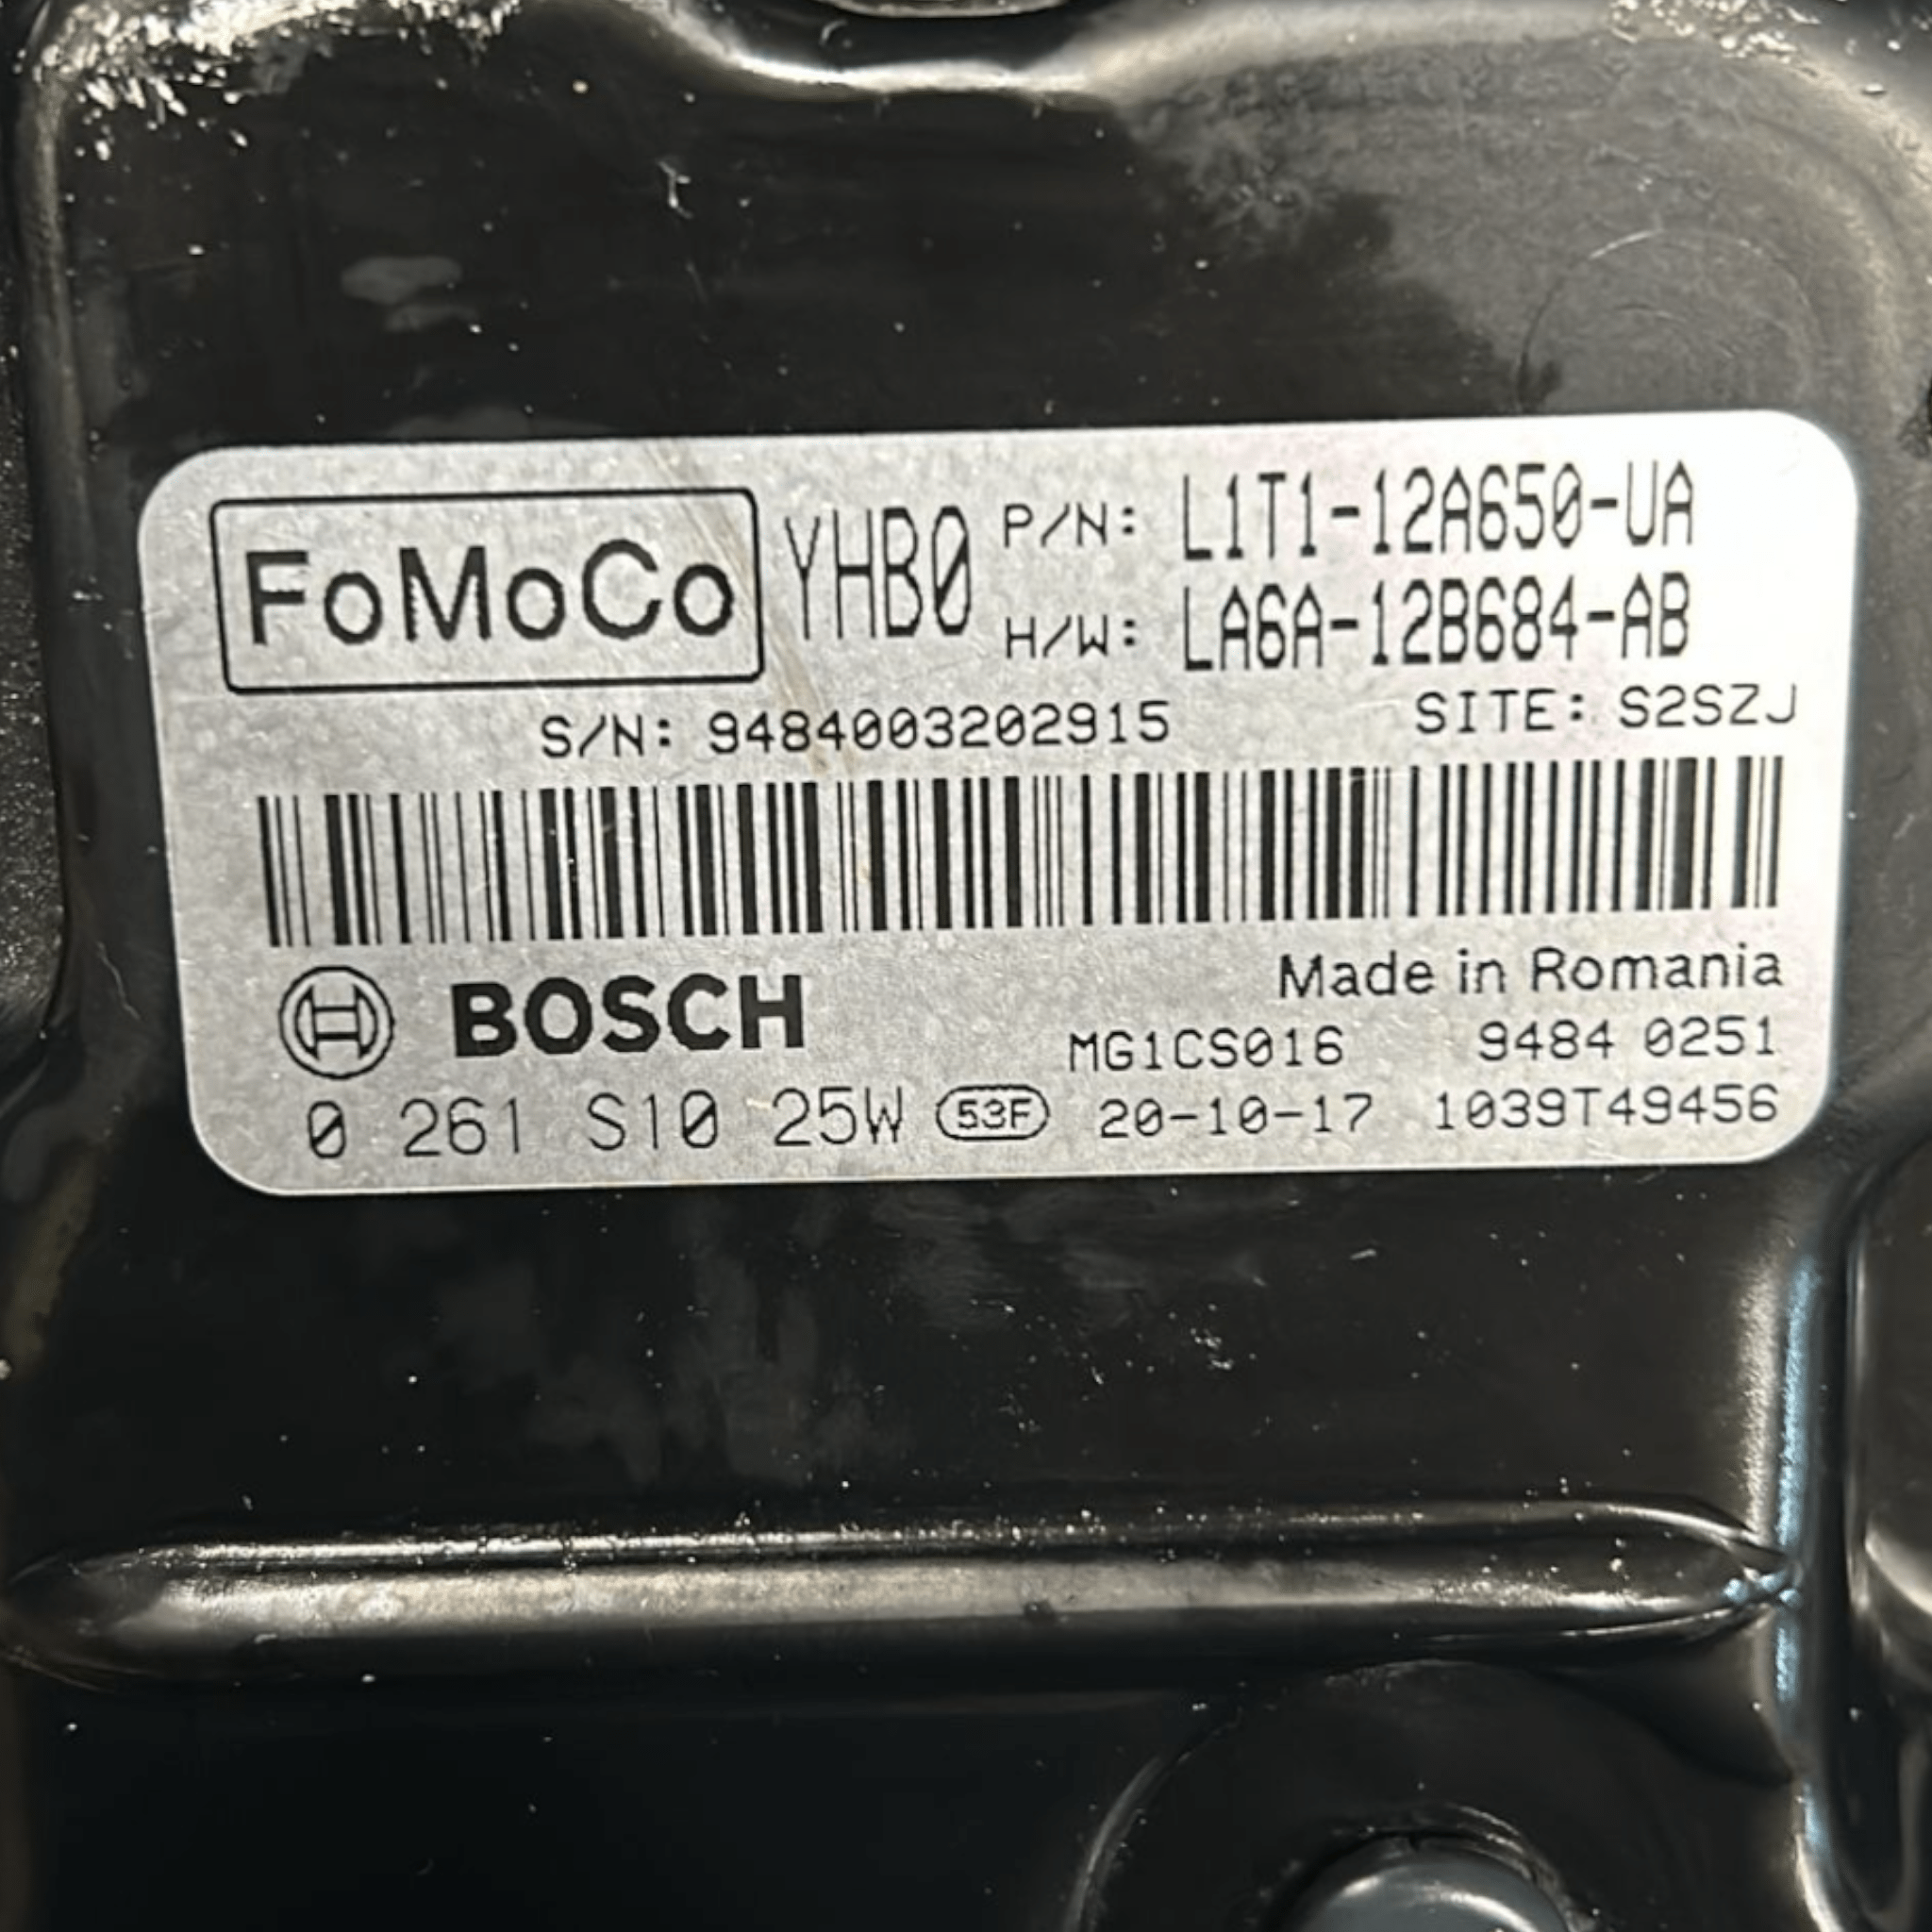 FoMoCo YHB0 P/N: L1T1-12A650-UA
H/W: LA6A-12B684-AB
S/N: 9484003202915 SITE: S2SZJ
Made in Romania
BOSCH MG1CS016 9484 0251
0 261 S10 25W 53F 20-10-17 1039T49456